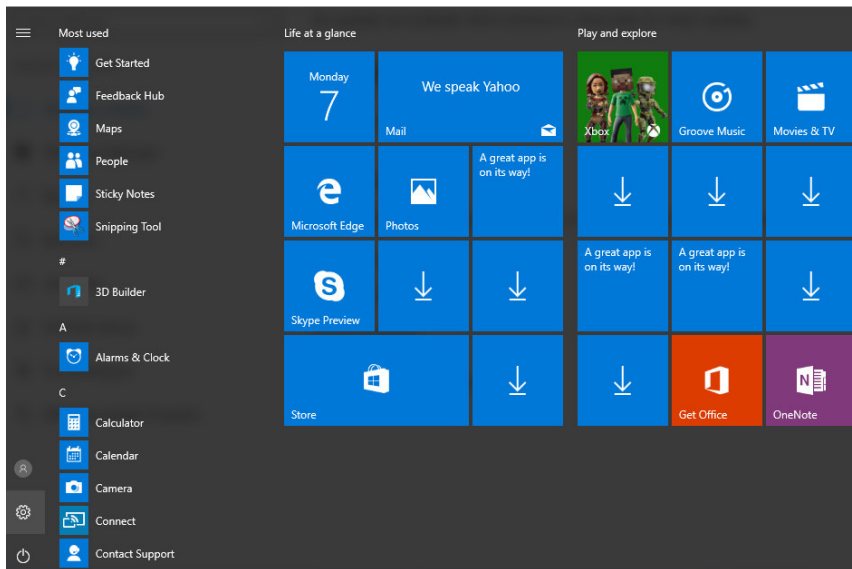 Most used
Get Started
Feedback Hub
Maps
People
Sticky Notes
Snipping Tool
#
3D Builder
A
Alarms & Clock
C
Calculator
Calendar
Camera
Connect
Contact Support
Life at a glance
Monday
7
We speak Yahoo
Mail
Microsoft Edge
Photos
A great app is
on its way!
Skype Preview
Store
Play and explore
Xbox
Groove Music
Movies & TV
A great app is
on its way!
A great app is
on its way!
Get Office
N
OneNote